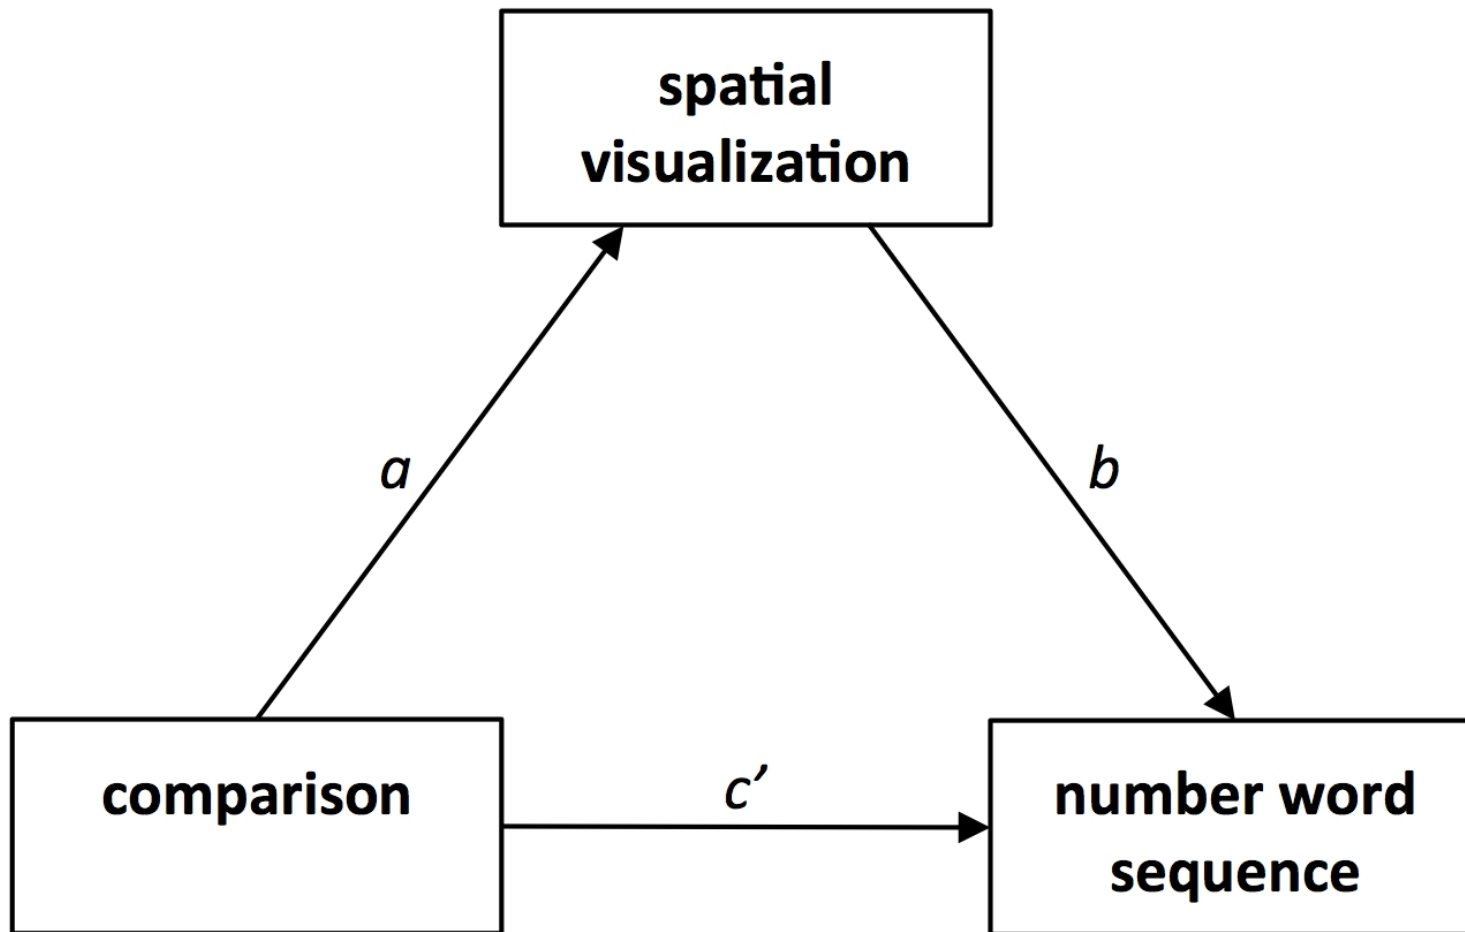 spatial
visualization
a
b
comparison
c’
number word
sequence